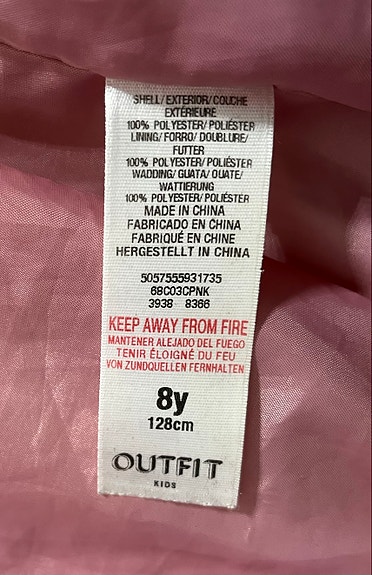 SHELL/EXTERIOR/COUCHE
EXTÉRIEURE
100% POLYESTER/POLIÉSTER
LINING/FORRO/DOUBLURE/
FUTTER
100% POLYESTER/POLIÉSTER
WADDING/GUATA/OUATE/
WATTIERUNG
100% POLYESTER/POLIÉSTER
MADE IN CHINA
FABRICADO EN CHINA
FABRIQUÉ EN CHINE
HERGESTELLT IN CHINA
5057555931735
68C03CPNK
3938 8366
KEEP AWAY FROM FIRE
MANTENER ALEJADO DEL FUEGO
TENIR ÉLOIGNÉ DU FEU
VON ZUNDQUELLEN FERNHALTEN
8y
128cm
OUTFIT
KIDS